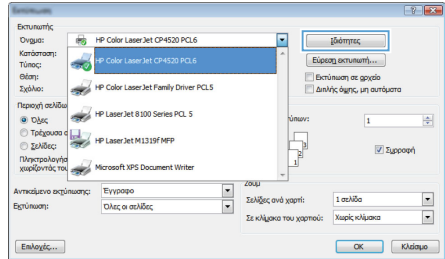 Εκτύπωση
Εκτυπωτής
Όνομα: HP Color LaserJet CP4520 PCL6 Ιδιότητες
Κατάσταση:
Τύπος: HP Color LaserJet CP4520 PCL6 Εύρεση εκτυπωτή...
Θέση: Εκτύπωση σε αρχείο
Σχόλιο: HP Color LaserJet Family Driver PCL5 Διπλής όψης, μη αυτόματα
Περιοχή σελίδω
HP LaserJet 8100 Series PCL 5
Όλες τύπων: 1
Τρέχουσα σ
HP LaserJet M1319f MFP
Σελίδες: Συρραφή
Πληκτρολογήσ
χωρίζοντάς του Microsoft XPS Document Writer
Αντικείμενο εκτύπωσης: Έγγραφο Ζουμ
Εκτύπωση: Όλες οι σελίδες Σελίδες ανά χαρτί: 1 σελίδα
Σε κλίμακα του χαρτιού: Χωρίς κλίμακα
Επιλογές... OK Κλείσιμο